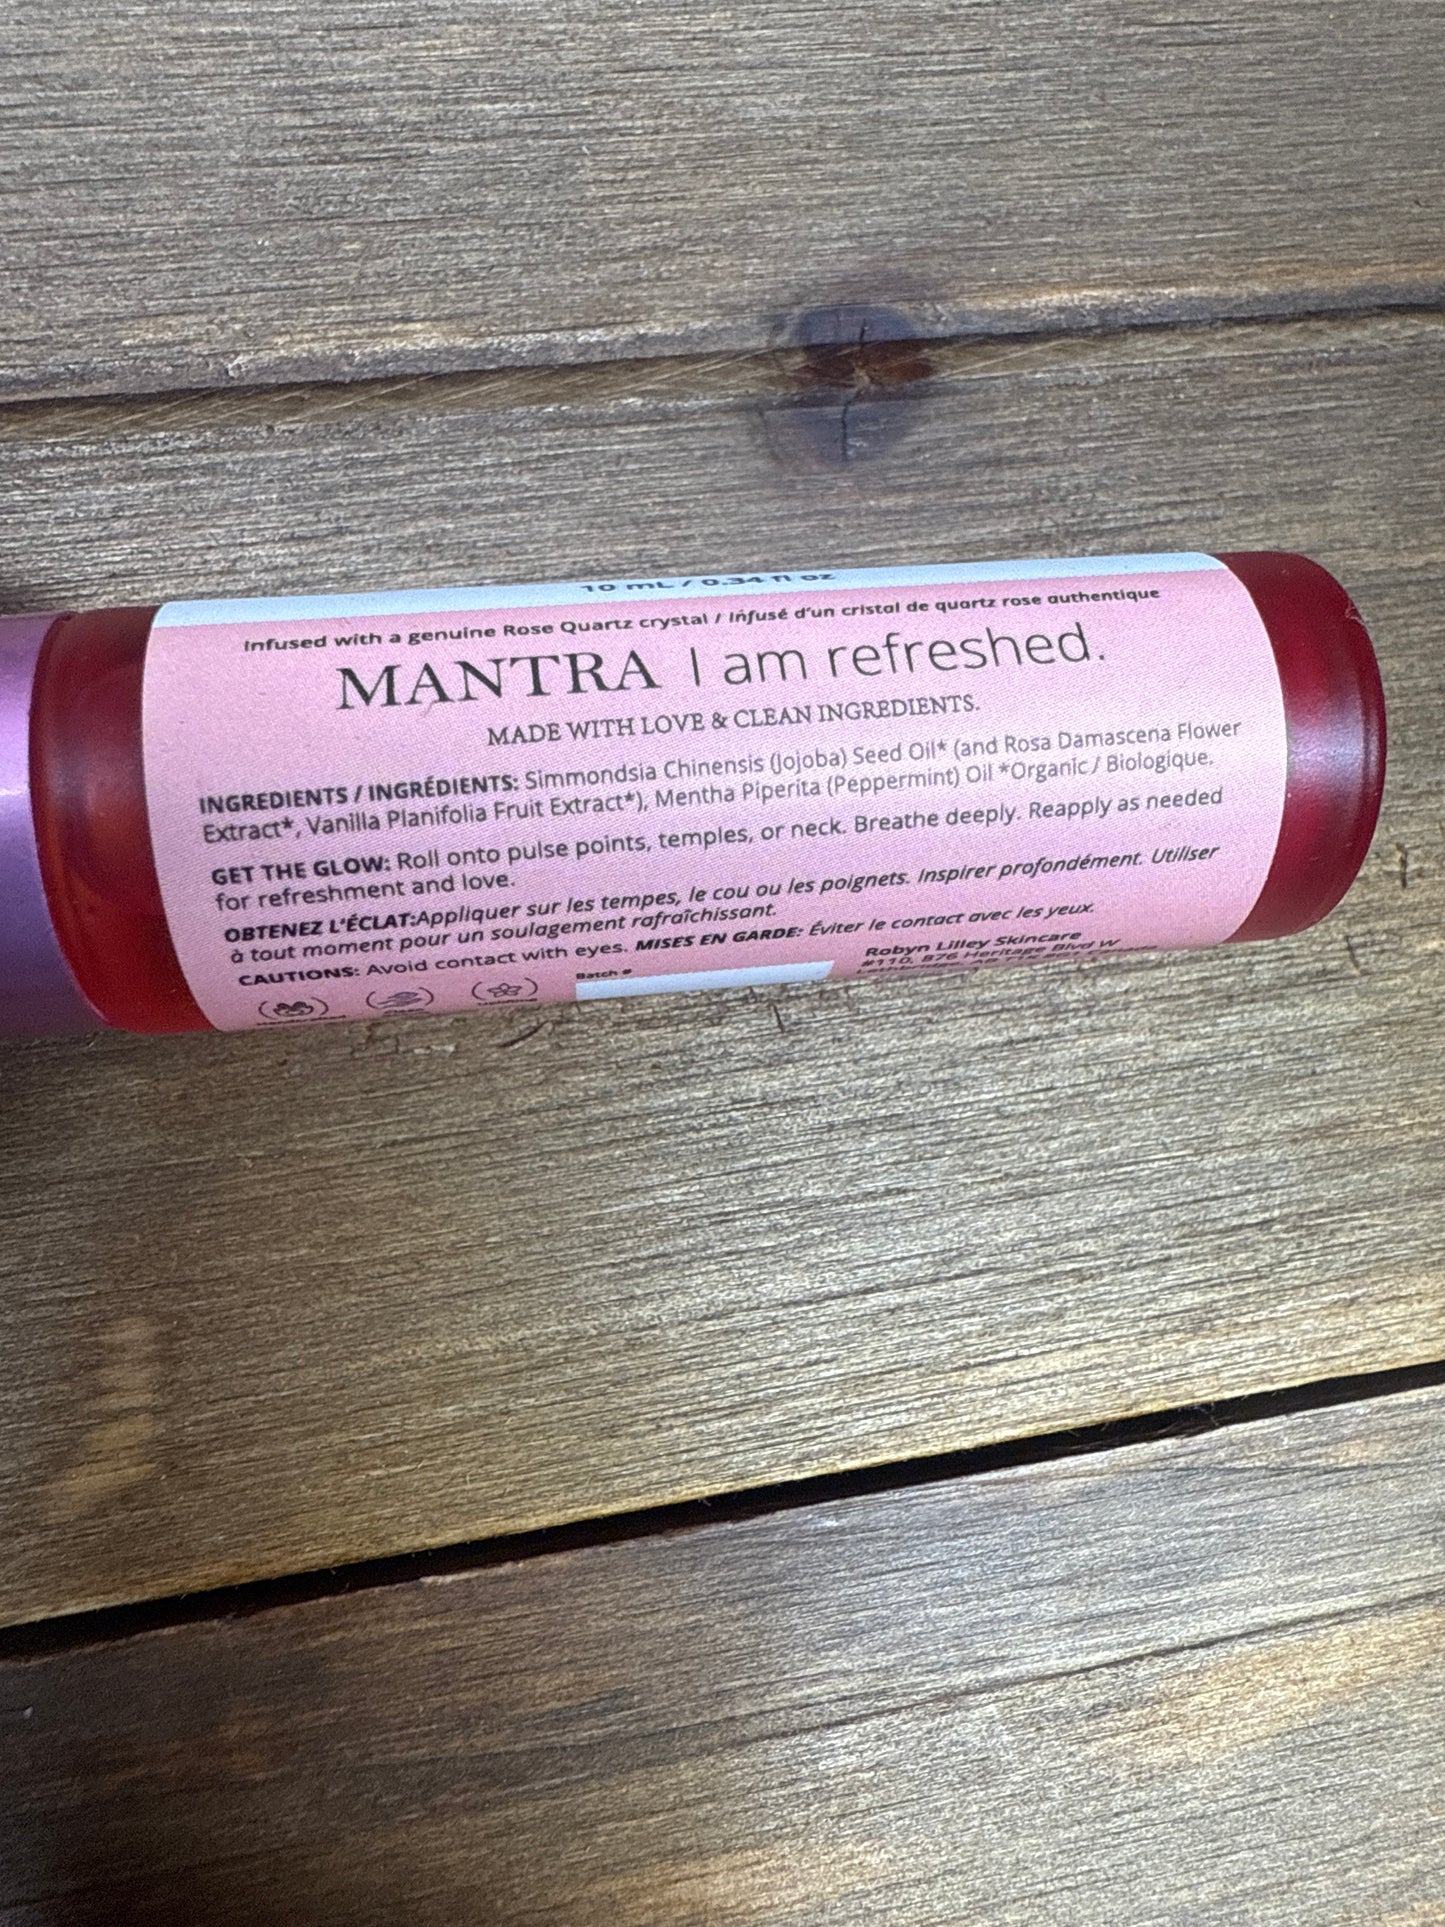 10 mL / 0.34 fl oz
Infused with a genuine Rose Quartz crystal / Infusé d'un cristal de quartz rose authentique
MANTRA I am refreshed.
MADE WITH LOVE & CLEAN INGREDIENTS.
INGREDIENTS / INGRÉDIENTS: Simmondsia Chinensis (Jojoba) Seed Oil* (and Rosa Damascena Flower
Extract*, Vanilla Planifolia Fruit Extract*), Mentha Piperita (Peppermint) Oil *Organic / Biologique.
GET THE GLOW: Roll onto pulse points, temples, or neck. Breathe deeply. Reapply as needed
for refreshment and love.
OBTENEZ L'ÉCLAT:Appliquer sur les tempes, le cou ou les poignets. Inspirer profondément. Utiliser
à tout moment pour un soulagement rafraîchissant.
CAUTIONS: Avoid contact with eyes. MISES EN GARDE: Éviter le contact avec les yeux.
Batch #
Robyn Lilley Skincare
#110, 876 Heritage Blvd W